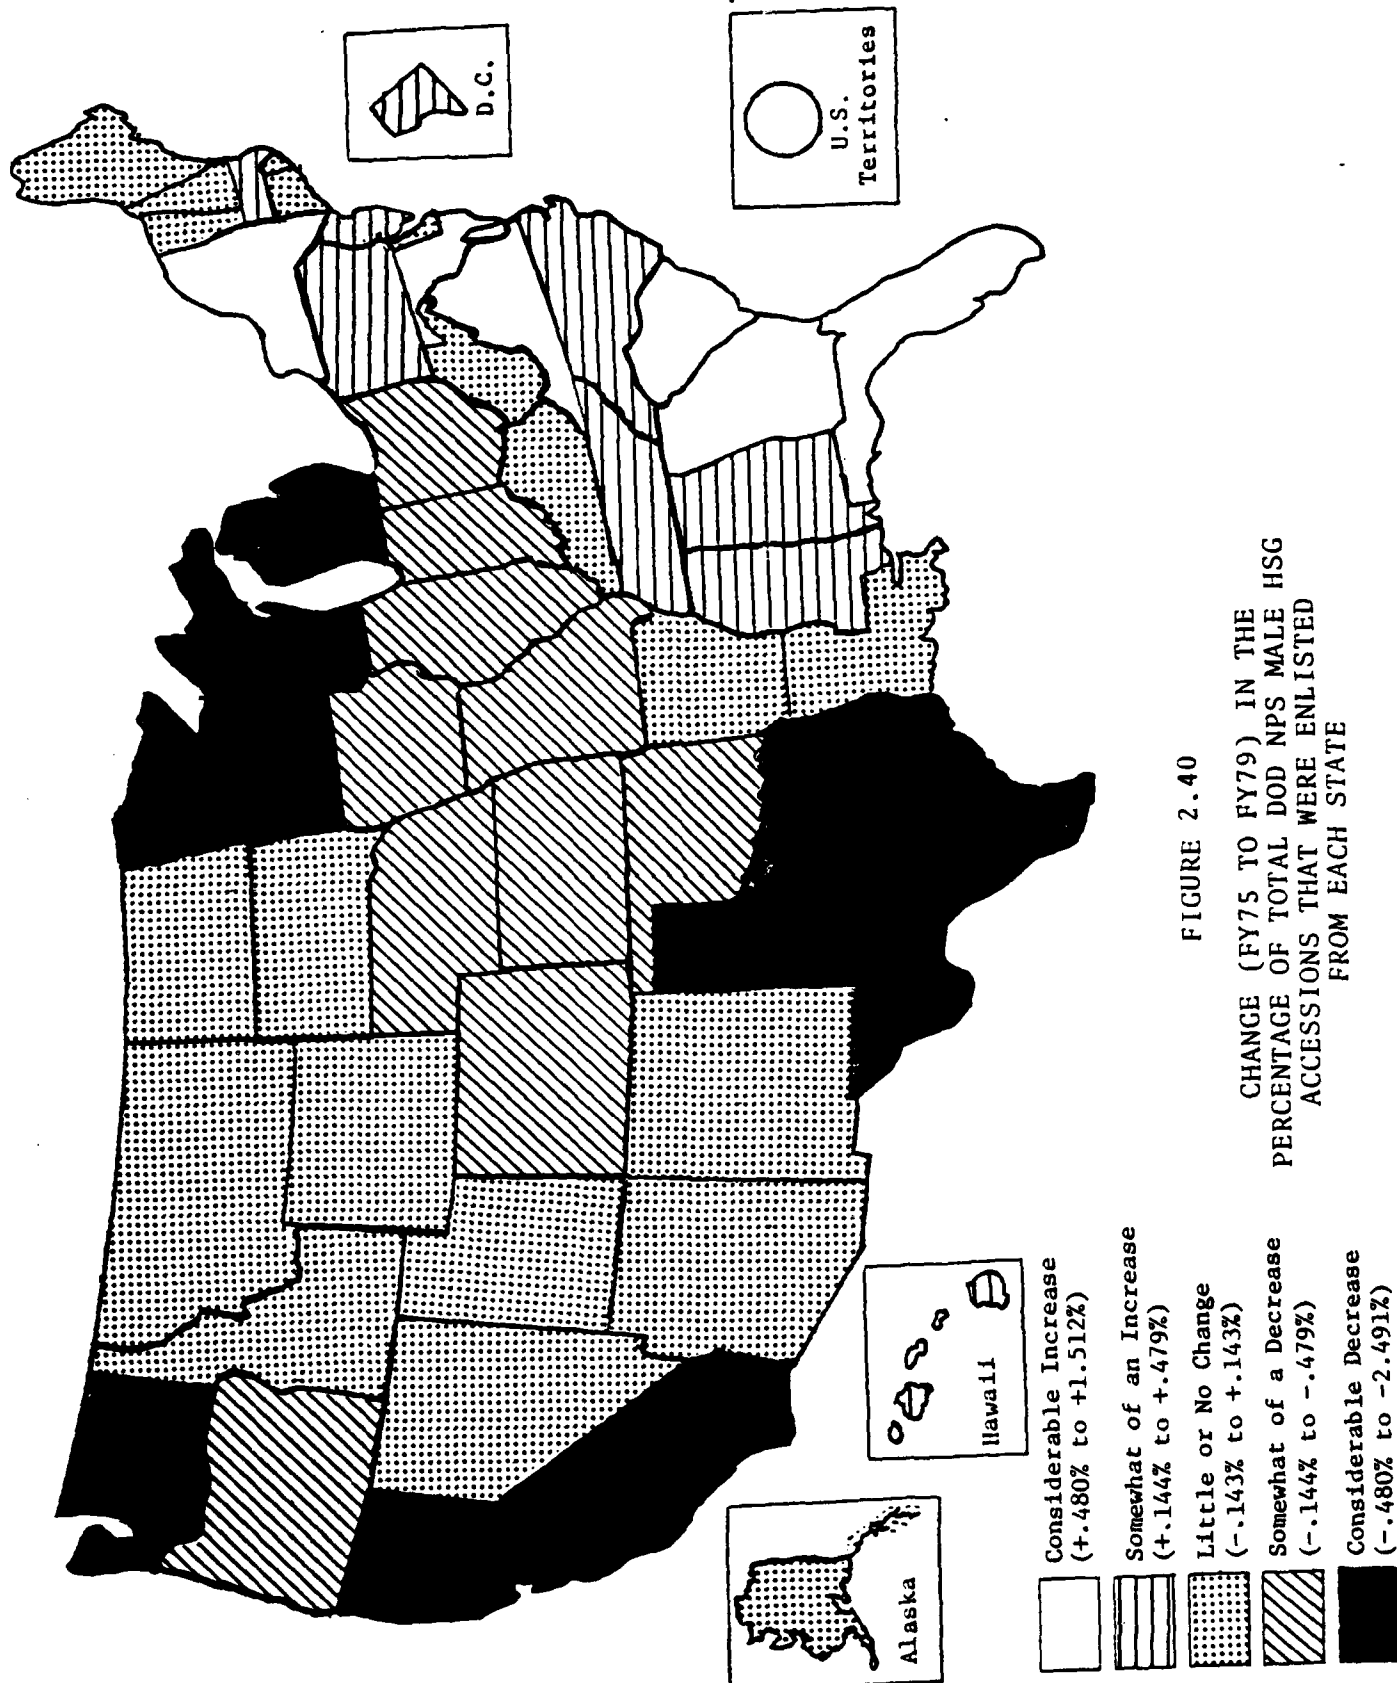 D.C.
U.S.
Territories
Hawaii
Alaska
Considerable Increase
(+.480% to +1.512%)
Somewhat of an Increase
(+.144% to +.479%)
Little or No Change
(-.143% to +.143%)
Somewhat of a Decrease
(-.144% to -.479%)
Considerable Decrease
(-.480% to -2.491%)
FIGURE 2.40
CHANGE (FY75 TO FY79) IN THE
PERCENTAGE OF TOTAL DOD NPS MALE HSG
ACCESSIONS THAT WERE ENLISTED
FROM EACH STATE